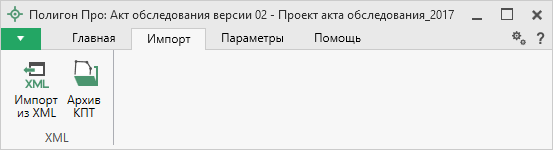 Полигон Про: Акт обследования версии 02 - Проект акта обследования_2017
Главная Импорт Параметры Помощь
?
XML
Импорт из XML
Архив КПТ
XML